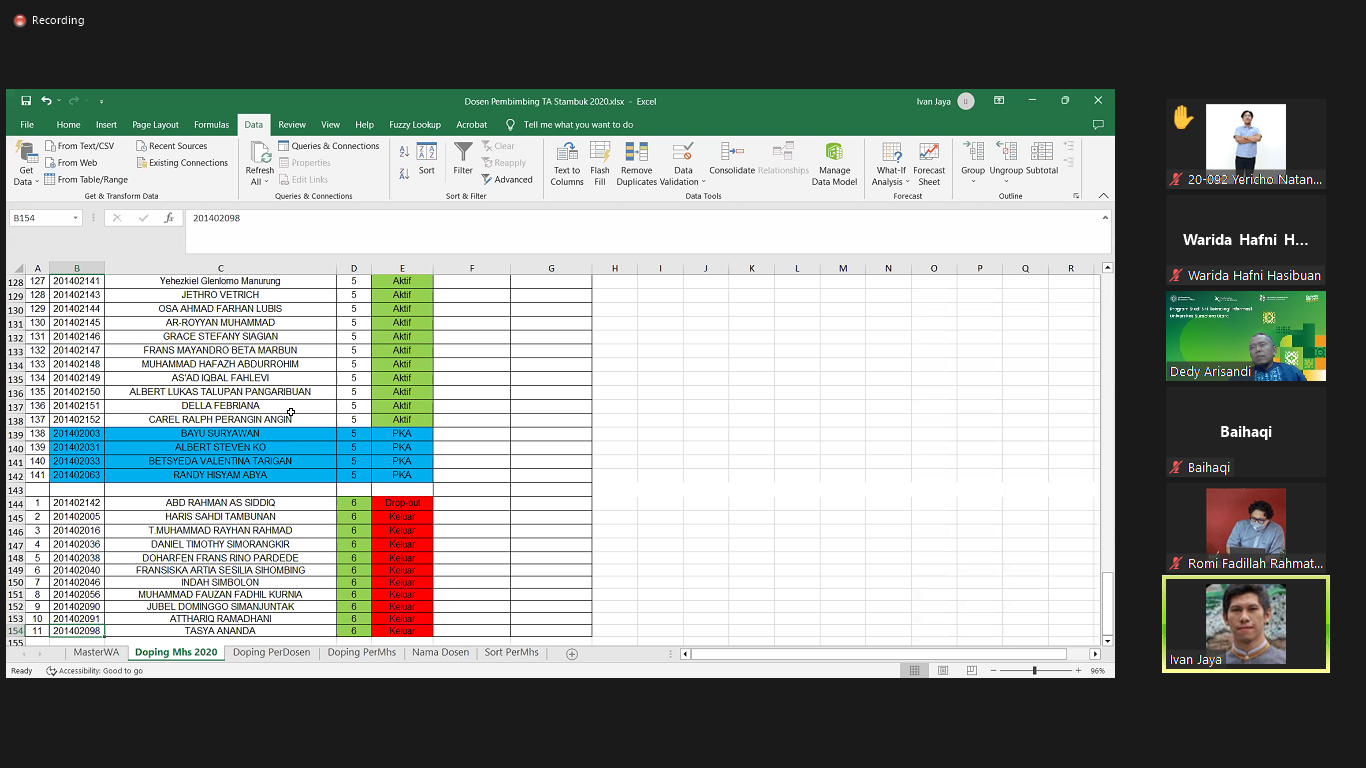 Recording
Dosen Pembimbing TA Stambuk 2020.xlsx - Excel
Ivan Jaya
File Home Insert Page Layout Formulas Data Review View Help Fuzzy Lookup Acrobat Tell me what you want to do
Get Data
From Text/CSV
From Web
From Table/Range
Recent Sources
Existing Connections
Get & Transform Data
Refresh All
Queries & Connections
Properties
Edit Links
Queries & Connections
Sort
Filter
Clear
Reapply
Advanced
Sort & Filter
Text to Columns
Flash Fill
Remove Duplicates
Data Validation
Consolidate
Relationships
Manage Data Model
Data Tools
What-If Analysis
Forecast Sheet
Forecast
Group
Ungroup
Subtotal
Outline
B154 fx 201402098
A B C D E F G H I J K L M N O P Q R
128 127 201402141 Yehezkiel Glenlomo Manurung 5 Aktif
129 128 201402143 JETHRO VETRICH 5 Aktif
130 129 201402144 OSA AHMAD FARHAN LUBIS 5 Aktif
131 130 201402145 AR-ROYYAN MUHAMMAD 5 Aktif
132 131 201402146 GRACE STEFANY SIAGIAN 5 Aktif
133 132 201402147 FRANS MAYANDRO BETA MARBUN 5 Aktif
134 133 201402148 MUHAMMAD HAFAZH ABDURROHIM 5 Aktif
135 134 201402149 AS'AD IQBAL FAHLEVI 5 Aktif
136 135 201402150 ALBERT LUKAS TALUPAN PANGARIBUAN 5 Aktif
137 136 201402151 DELLA FEBRIANA 5 Aktif
138 137 201402152 CAREL RALPH PERANGIN ANGIN 5 Aktif
139 138 201402003 BAYU SURYAWAN 5 PKA
140 139 201402031 ALBERT STEVEN KO 5 PKA
141 140 201402033 BETSYEDA VALENTINA TARIGAN 5 PKA
142 141 201402063 RANDY HISYAM ABYA 5 PKA
143
144 1 201402142 ABD RAHMAN AS SIDDIQ 6 Drop-out
145 2 201402005 HARIS SAHDI TAMBUNAN 6 Keluar
146 3 201402016 T.MUHAMMAD RAYHAN RAHMAD 6 Keluar
147 4 201402036 DANIEL TIMOTHY SIMORANGKIR 6 Keluar
148 5 201402038 DOHARFEN FRANS RINO PARDEDE 6 Keluar
149 6 201402040 FRANSISKA ARTIA SESILIA SIHOMBING 6 Keluar
150 7 201402046 INDAH SIMBOLON 6 Keluar
151 8 201402056 MUHAMMAD FAUZAN FADHIL KURNIA 6 Keluar
152 9 201402090 JUBEL DOMINGGO SIMANJUNTAK 6 Keluar
153 10 201402091 ATTHARIQ RAMADHANI 6 Keluar
154 11 201402098 TASYA ANANDA 6 Keluar
155
MasterWA Doping Mhs 2020 Doping PerDosen Doping PerMhs Nama Dosen Sort PerMhs
Ready Accessibility: Good to go 96%
20-092 Yericho Natan...
Warida Hafni H...
Warida Hafni Hasibuan
Program Studi S-1 Teknologi Informasi
Universitas Sumatera Utara
Dedy Arisandi
Baihaqi
Baihaqi
Romi Fadillah Rahmat...
Ivan Jaya